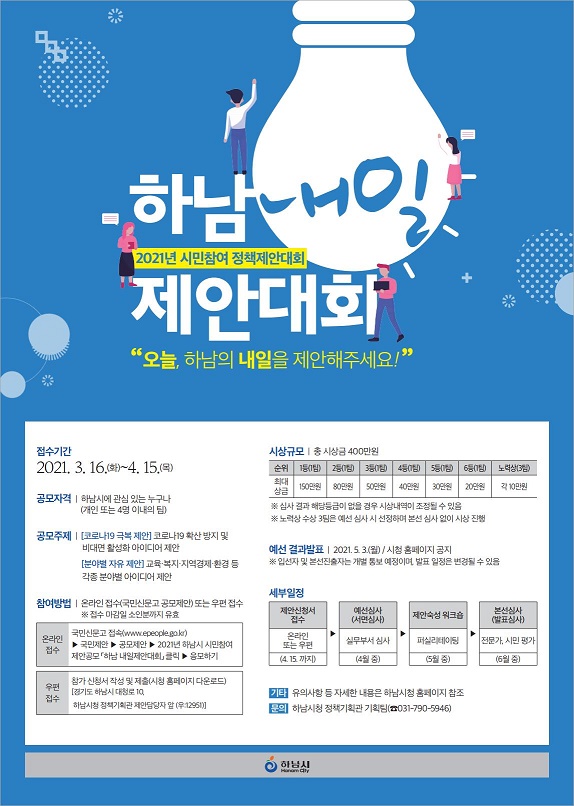 하남 내일
2021년 시민참여 정책제안대회
제안대회
“오늘, 하남의 내일을 제안해주세요!”
접수기간
2021. 3. 16.(화)~4. 15.(목)
공모자격 | 하남시에 관심 있는 누구나
(개인 또는 4명 이내의 팀)
공모주제 | [코로나19 극복 제안] 코로나19 확산 방지 및
비대면 활성화 아이디어 제안
[분야별 자유 제안] 교육·복지·지역경제·환경 등
각종 분야별 아이디어 제안
참여방법 | 온라인 접수(국민신문고 공모제안) 또는 우편 접수
※ 접수 마감일 소인분까지 유효
온라인 접수
국민신문고 접속(www.epeople.go.kr)
▶ 국민제안 ▶ 공모제안 ▶ 2021년 하남시 시민참여
제안공모 「하남 내일제안대회」 클릭 ▶ 응모하기
우편 접수
참가 신청서 작성 및 제출(시청 홈페이지 다운로드)
[경기도 하남시 대청로 10,
하남시청 정책기획관 제안담당자 앞 (우:12951)]
시상규모 | 총 시상금 400만원
순위 1등(1팀) 2등(1팀) 3등(1팀) 4등(1팀) 5등(1팀) 6등(1팀) 노력상(3팀)
최대 상금 150만원 80만원 50만원 40만원 30만원 20만원 각 10만원
※ 심사 결과 해당등급이 없을 경우 시상내역이 조정될 수 있음
※ 노력상 수상 3팀은 예선 심사 시 선정하며 본선 심사 없이 시상 진행
예선 결과발표 | 2021. 5. 3.(월) / 시청 홈페이지 공지
※ 입선자 및 본선진출자는 개별 통보 예정이며, 발표 일정은 변경될 수 있음
세부일정
제안신청서 접수
온라인 또는 우편
(4. 15. 까지)
▶
예선심사 (서면심사)
실무부서 심사
(4월 중)
▶
제안숙성 워크숍
퍼실리테이팅
(5월 중)
▶
본선심사 (발표심사)
전문가, 시민 평가
(6월 중)
기타 유의사항 등 자세한 내용은 하남시청 홈페이지 참조
문의 하남시청 정책기획관 기획팀(☎031-790-5946)
하남시
Hanam City